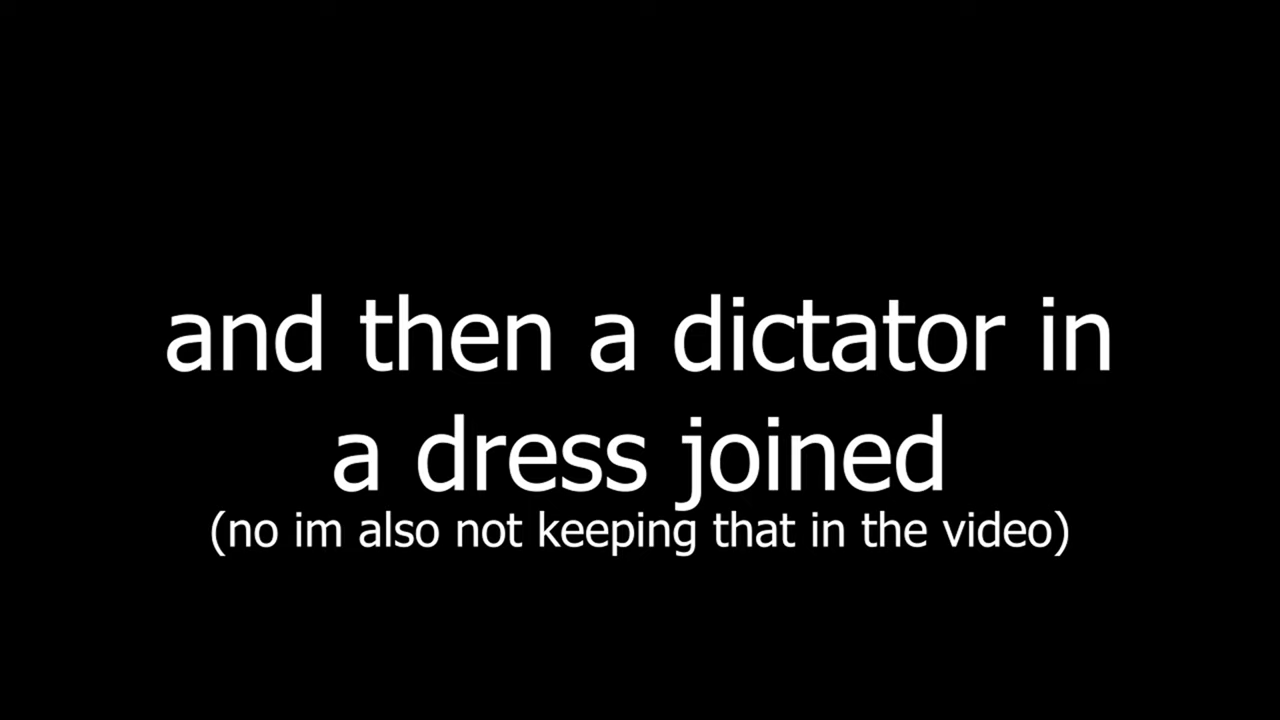 and then a dictator in
a dress joined
(no im also not keeping that in the video)